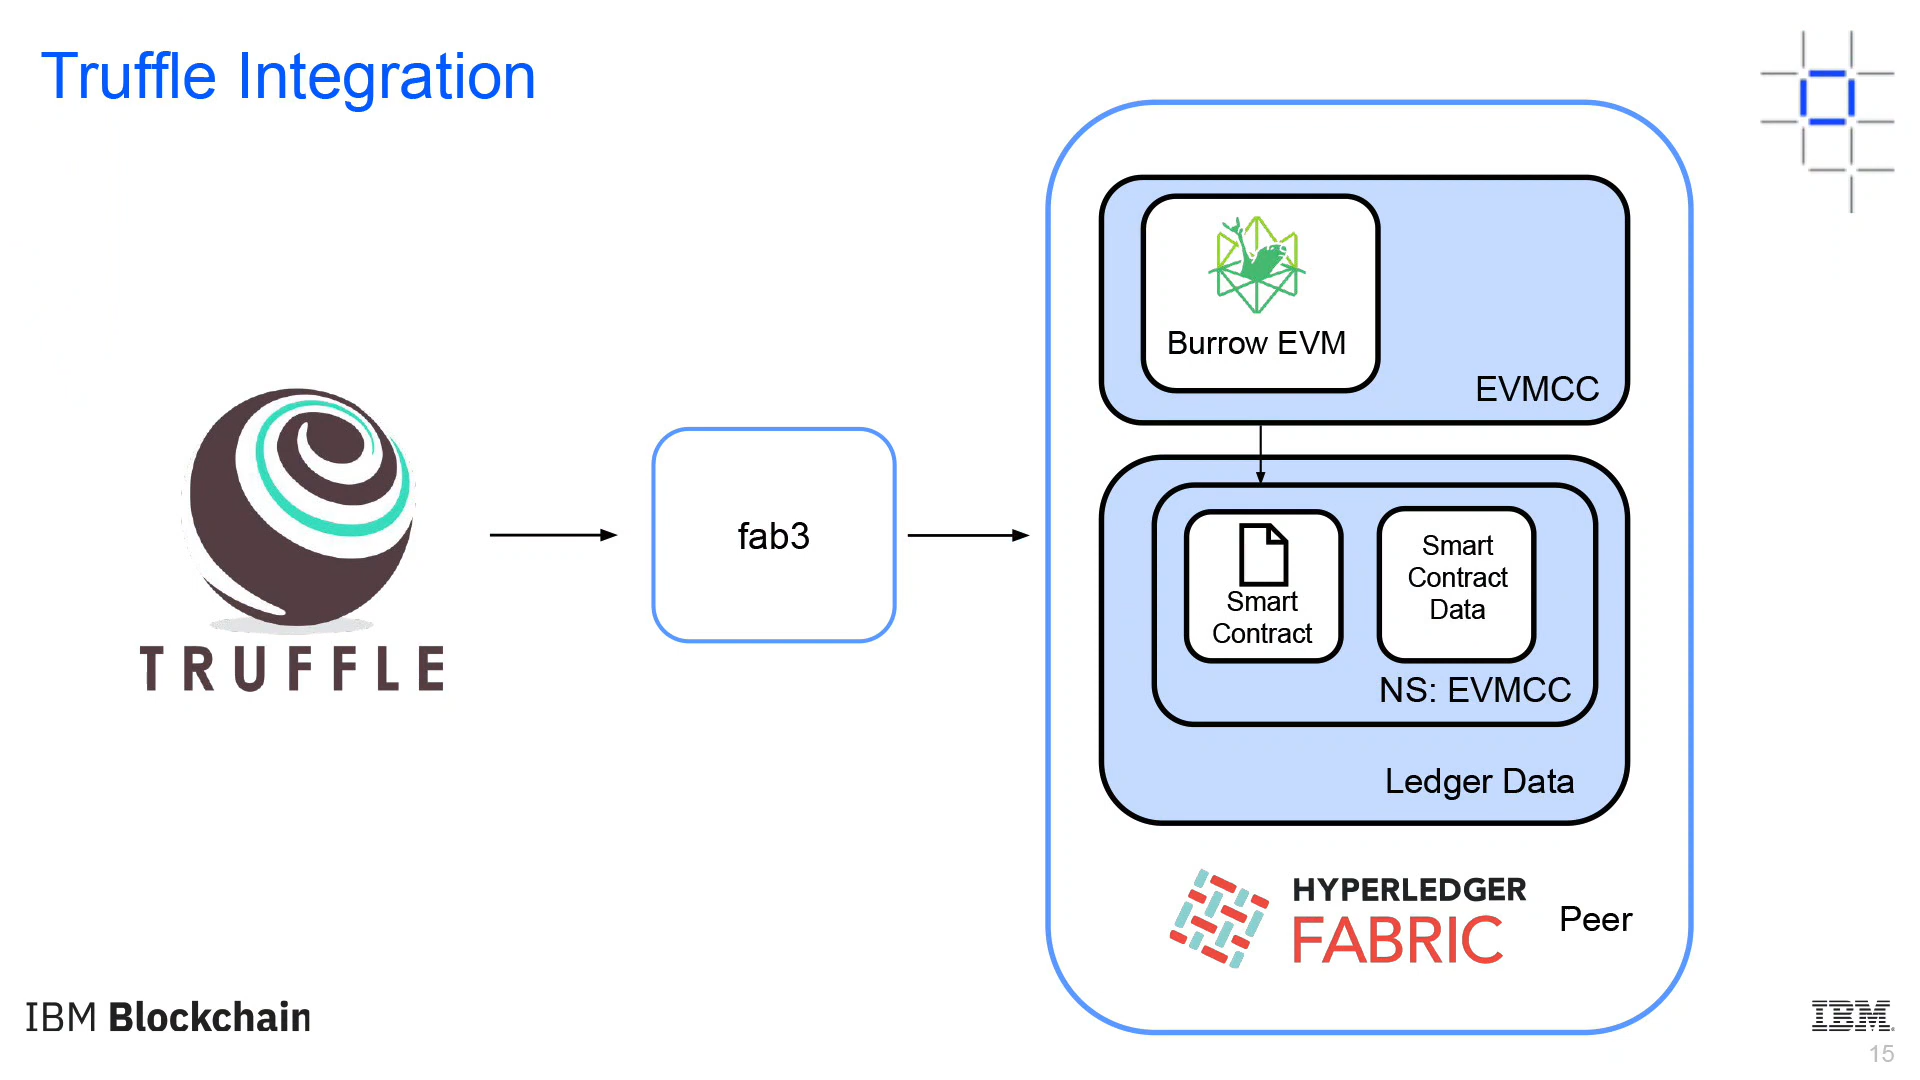 Truffle Integration
Burrow EVM
EVMCC
TRUFFLE
fab3
Smart
Contract
Smart
Contract
Data
NS: EVMCC
Ledger Data
HYPERLEDGER
FABRIC
Peer
IBM Blockchain
IBM
15